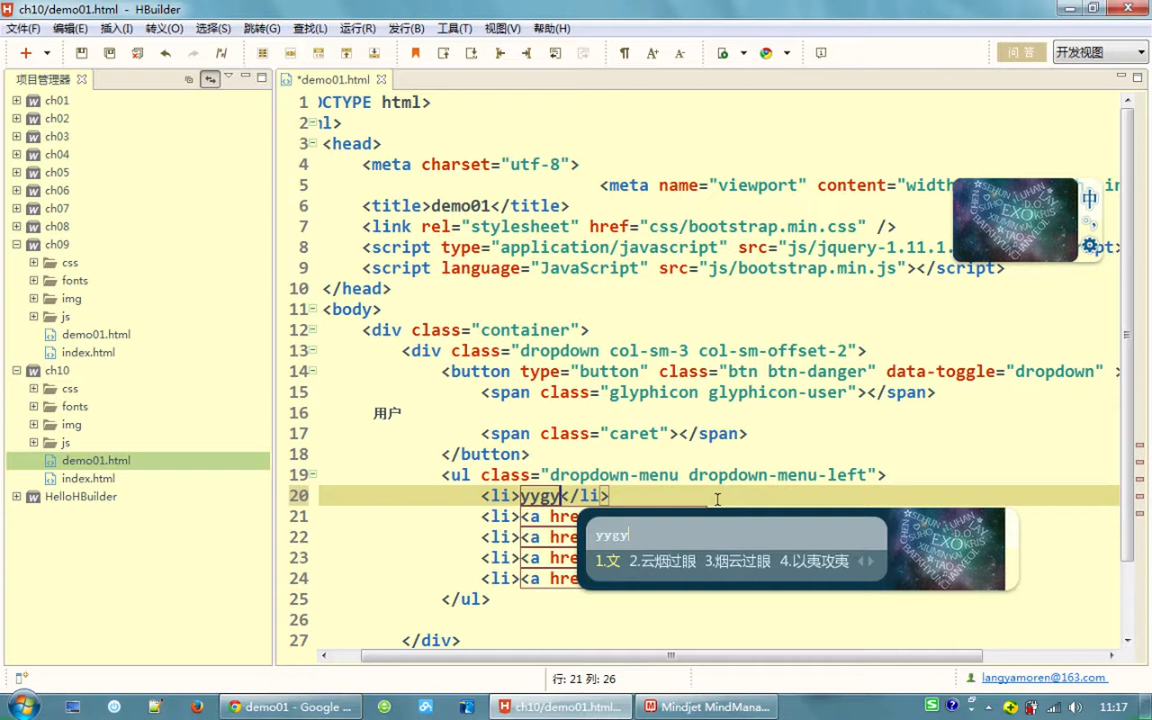 ch10/demo01.html - HBuilder
文件(F) 编辑(E) 插入(I) 转义(O) 选择(S) 跳转(G) 查找(L) 运行(R) 发行(B) 工具(T) 视图(V) 帮助(H)
问 答 开发视图
项目管理器
*demo01.html
ch01
ch02
ch03
ch04
ch05
ch06
ch07
ch08
ch09
css
fonts
img
js
demo01.html
index.html
ch10
css
fonts
img
js
demo01.html
index.html
HelloHBuilder
1 OCTYPE html>
2 ml>
3 <head>
4 <meta charset="utf-8">
5 <meta name="viewport" content="width in
6 <title>demo01</title>
7 <link rel="stylesheet" href="css/bootstrap.min.css" />
8 <script type="application/javascript" src="js/jquery-1.11.1. cript>
9 <script language="JavaScript" src="js/bootstrap.min.js"></script>
10 </head>
11 <body>
12 <div class="container">
13 <div class="dropdown col-sm-3 col-sm-offset-2">
14 <button type="button" class="btn btn-danger" data-toggle="dropdown" >
15 <span class="glyphicon glyphicon-user"></span>
16 用户
17 <span class="caret"></span>
18 </button>
19 <ul class="dropdown-menu dropdown-menu-left">
20 <li>yygy</li>
21 <li><a hre
22 <li><a hre
23 <li><a hre
24 <li><a hre
25 </ul>
26
27 </div>
中
yygy
1.文 2.云烟过眼 3.烟云过眼 4.以夷攻夷
行: 21 列: 26
langyamoren@163.com
demo01 - Google ...
ch10/demo01.html...
Mindjet MindMana...
11:17